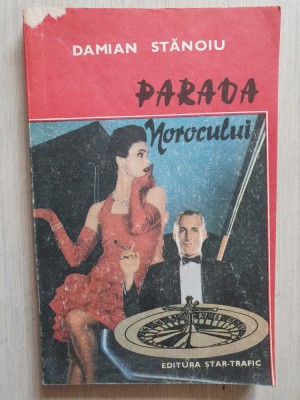 DAMIAN STĂNOIU
PARADA
Norocului
EDITURA STAR-TRAFIC